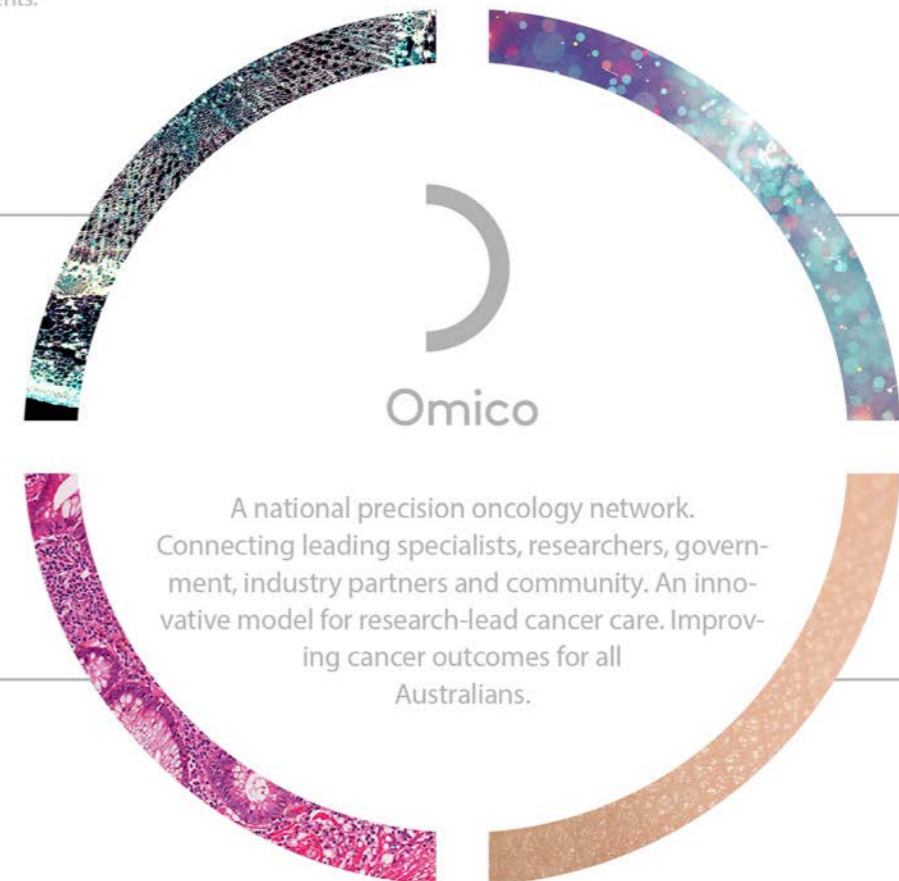 Omico
A national precision oncology network.
Connecting leading specialists, researchers, govern-
ment, industry partners and community. An inno-
vative model for research-lead cancer care. Improv-
ing cancer outcomes for all
Australians.